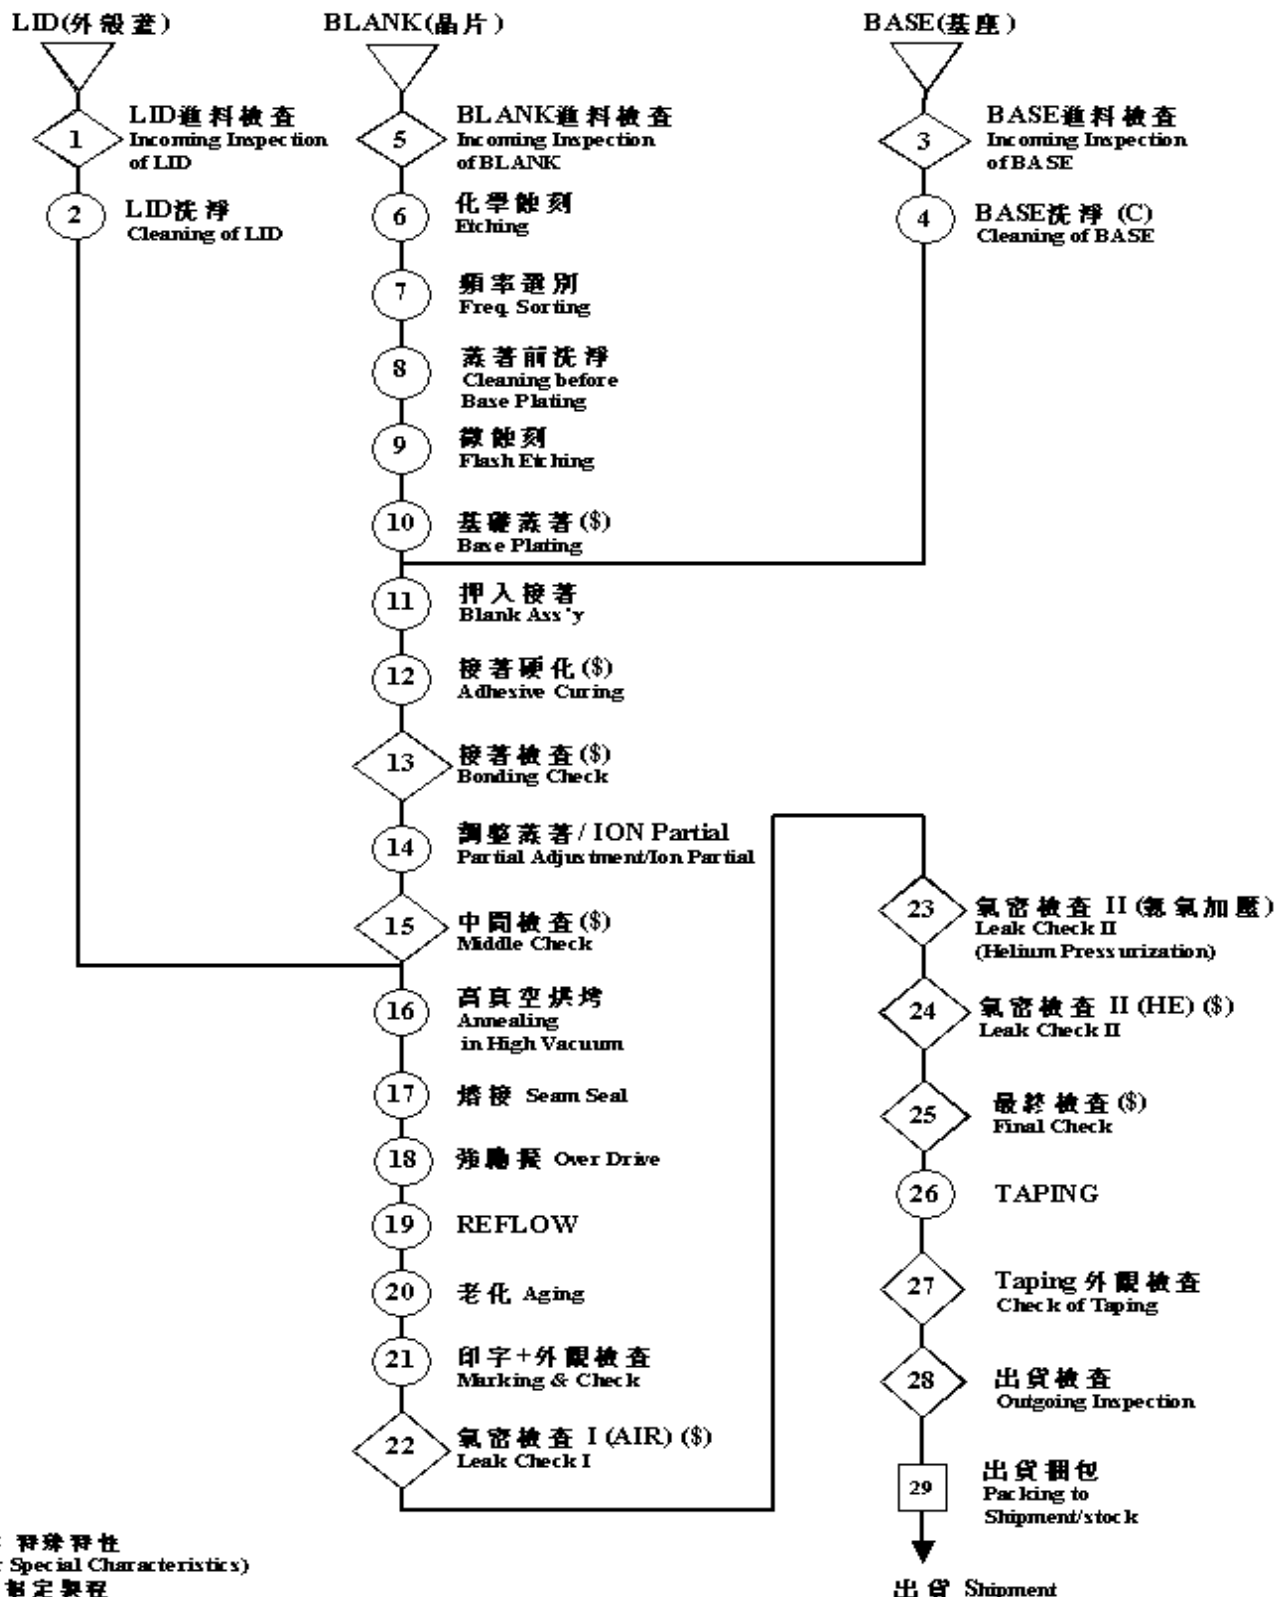 LID(外殼蓋)
BLANK(晶片)
BASE(基座)
1
LID進料檢查
Incoming Inspection
of LID
5
BLANK進料檢查
Incoming Inspection
of BLANK
3
BASE進料檢查
Incoming Inspection
of BASE
2
LID洗淨
Cleaning of LID
6
化學蝕刻
Etching
4
BASE洗淨 (C)
Cleaning of BASE
7
頻率選別
Freq. Sorting
8
蒸著前洗淨
Cleaning before
Base Plating
9
微蝕刻
Flash Etching
10
基礎蒸著($)
Base Plating
11
押入接著
Blank Ass'y
12
接著硬化($)
Adhesive Curing
13
接著檢查($)
Bonding Check
14
調整蒸著/ ION Partial
Partial Adjustment/Ion Partial
15
中間檢查($)
Middle Check
16
高真空烘烤
Annealing
in High Vacuum
17
熔接 Seam Seal
18
強勵振 Over Drive
19
REFLOW
20
老化 Aging
21
印字+外觀檢查
Marking & Check
22
氣密檢查 I (AIR) ($)
Leak Check I
23
氣密檢查 II (氦氣加壓)
Leak Check II
(Helium Pressurization)
24
氣密檢查 II (HE) ($)
Leak Check II
25
最終檢查($)
Final Check
26
TAPING
27
Taping 外觀檢查
Check of Taping
28
出貨檢查
Outgoing Inspection
29
出貨捆包
Packing to
Shipment/stock
出貨 Shipment
特殊特性
Special Characteristics)
指定製程